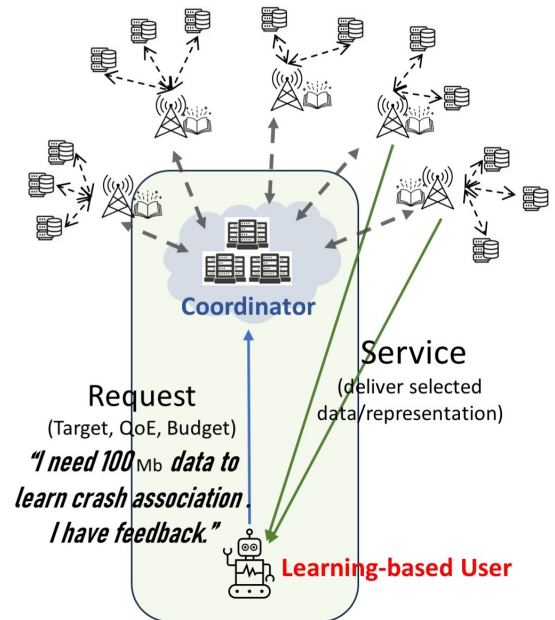 Coordinator
Service
(deliver selected
data/representation)
Request
(Target, QoE, Budget)
"I need 100 Mb data to
learn crash association.
I have feedback."
Learning-based User